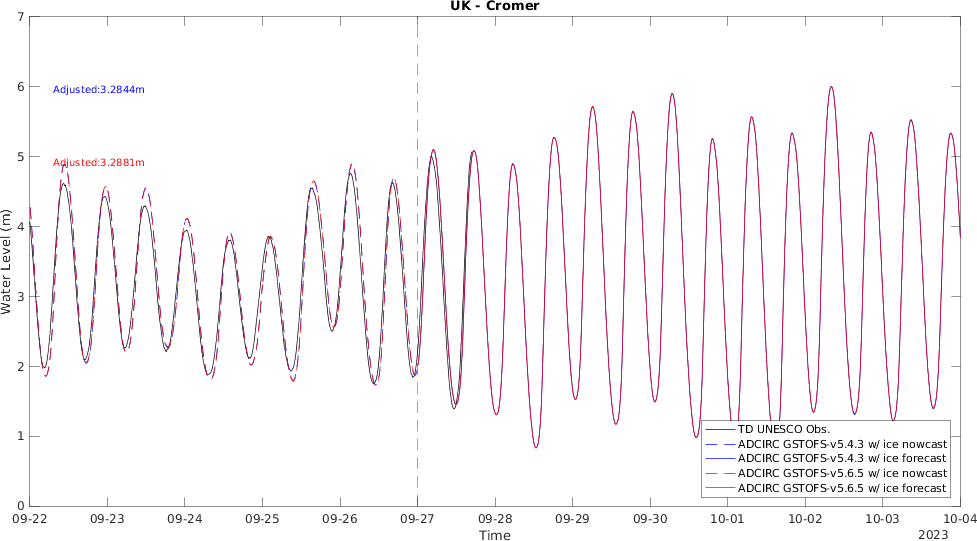 UK - Cromer
7
6
5
4
3
2
1
0
Water Level (m)
Adjusted:3.2844m
Adjusted:3.2881m
TD UNESCO Obs.
ADCIRC GSTOFS-v5.4.3 w/ ice nowcast
ADCIRC GSTOFS-v5.4.3 w/ ice forecast
ADCIRC GSTOFS-v5.6.5 w/ ice nowcast
ADCIRC GSTOFS-v5.6.5 w/ ice forecast
09-22 09-23 09-24 09-25 09-26 09-27 09-28 09-29 09-30 10-01 10-02 10-03 10-04
Time
2023